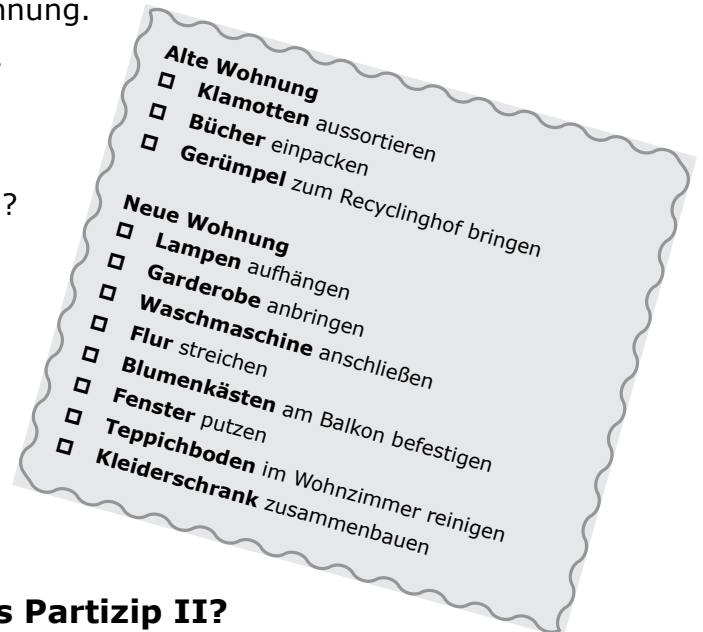 nnung.
?
Alte Wohnung
Klamotten aussortieren
Bücher einpacken
Gerümpel zum Recyclinghof bringen
Neue Wohnung
Lampen aufhängen
Garderobe anbringen
Waschmaschine anschließen
Flur streichen
Blumenkästen am Balkon befestigen
Fenster putzen
Teppichboden im Wohnzimmer reinigen
Kleiderschrank zusammenbauen
s Partizip II?